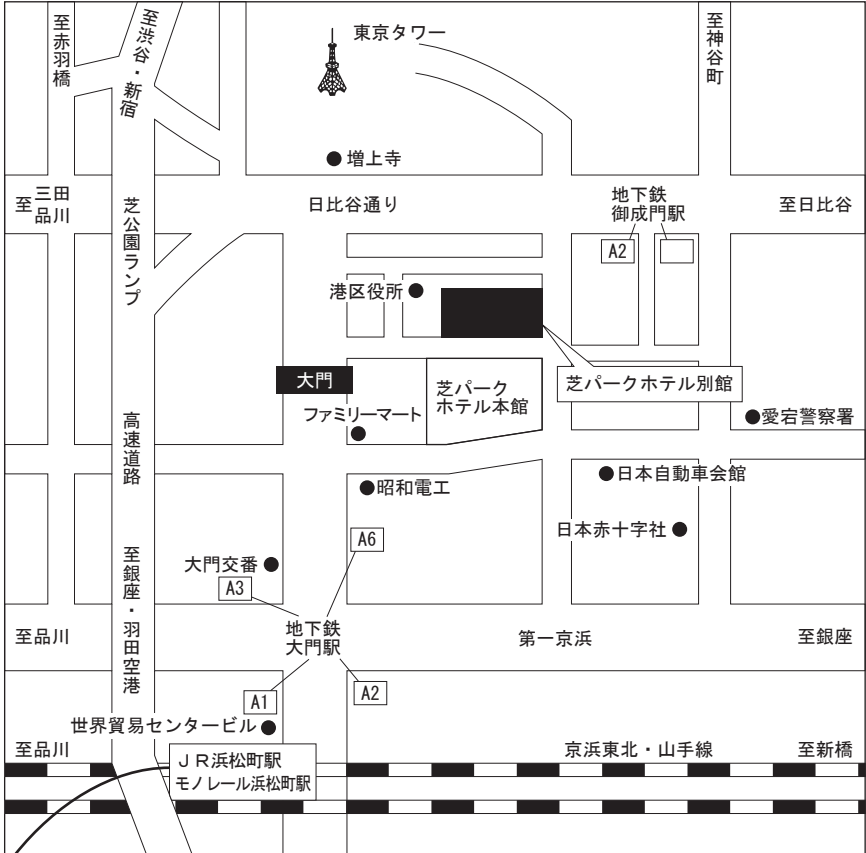 至赤羽橋
至渋谷・新宿
東京タワー
至神谷町
増上寺
至三田
品川
芝公園ランプ
日比谷通り
地下鉄
御成門駅
至日比谷
A2
港区役所
大門
芝パーク
ホテル本館
芝パークホテル別館
ファミリーマート
愛宕警察署
高速道路
昭和電工
日本自動車会館
A6
日本赤十字社
大門交番
A3
至銀座・羽田空港
至品川
地下鉄
大門駅
第一京浜
至銀座
A1
A2
世界貿易センタービル
至品川
ＪＲ浜松町駅
モノレール浜松町駅
京浜東北・山手線
至新橋